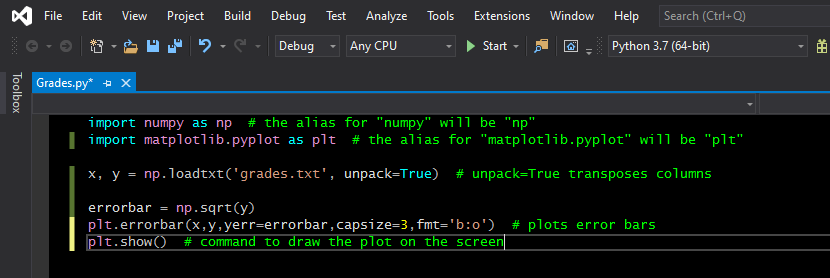 File Edit View Project Build Debug Test Analyze Tools Extensions Window Help Search (Ctrl+Q)
Debug Any CPU Start Python 3.7 (64-bit)
Toolbox
Grades.py*
import numpy as np  # the alias for "numpy" will be "np"
import matplotlib.pyplot as plt  # the alias for "matplotlib.pyplot" will be "plt"
x, y = np.loadtxt('grades.txt', unpack=True)  # unpack=True transposes columns
errorbar = np.sqrt(y)
plt.errorbar(x,y,yerr=errorbar,capsize=3,fmt='b:o')  # plots error bars
plt.show()  # command to draw the plot on the screen